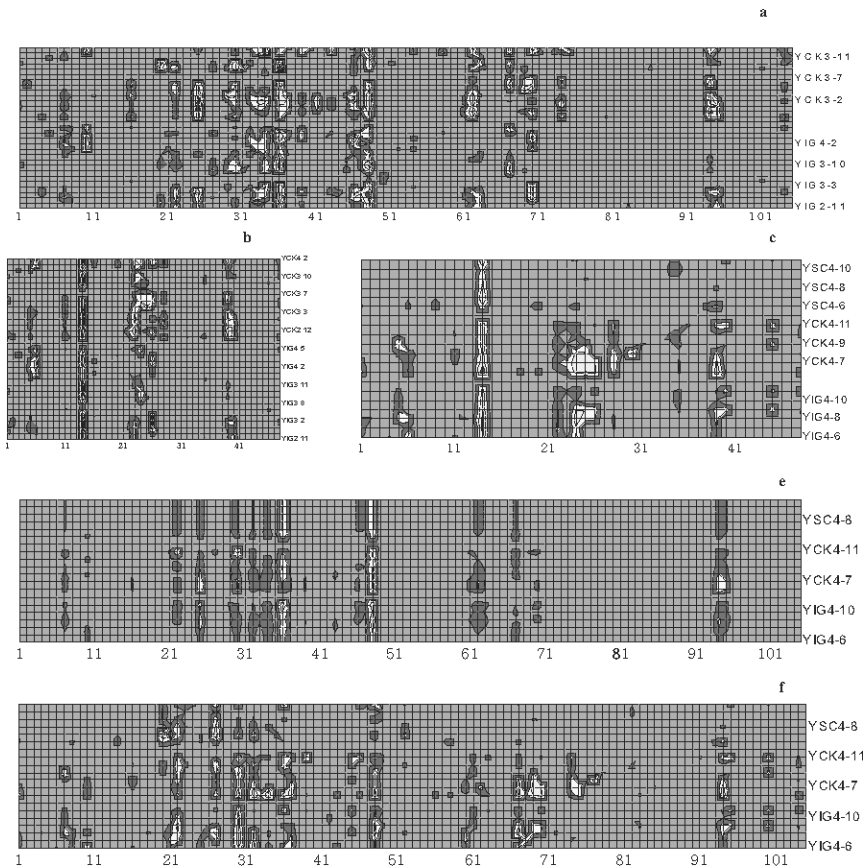 a
YCK3-11
YCK3-7
YCK3-2
YIG4-2
YIG3-10
YIG3-3
YIG2-11
1 11 21 31 41 51 61 71 81 91 101
b
YCK4 2
YCK3 10
YCK3 7
YCK3 3
YCK2 12
YIG4 5
YIG4 2
YIG3 11
YIG3 8
YIG3 2
YIG2 11
1 11 21 31 41
c
YSC4-10
YSC4-8
YSC4-6
YCK4-11
YCK4-9
YCK4-7
YIG4-10
YIG4-8
YIG4-6
1 11 21 31 41
e
YSC4-8
YCK4-11
YCK4-7
YIG4-10
YIG4-6
1 11 21 31 41 51 61 71 81 91 101
f
YSC4-8
YCK4-11
YCK4-7
YIG4-10
YIG4-6
1 11 21 31 41 51 61 71 81 91 101